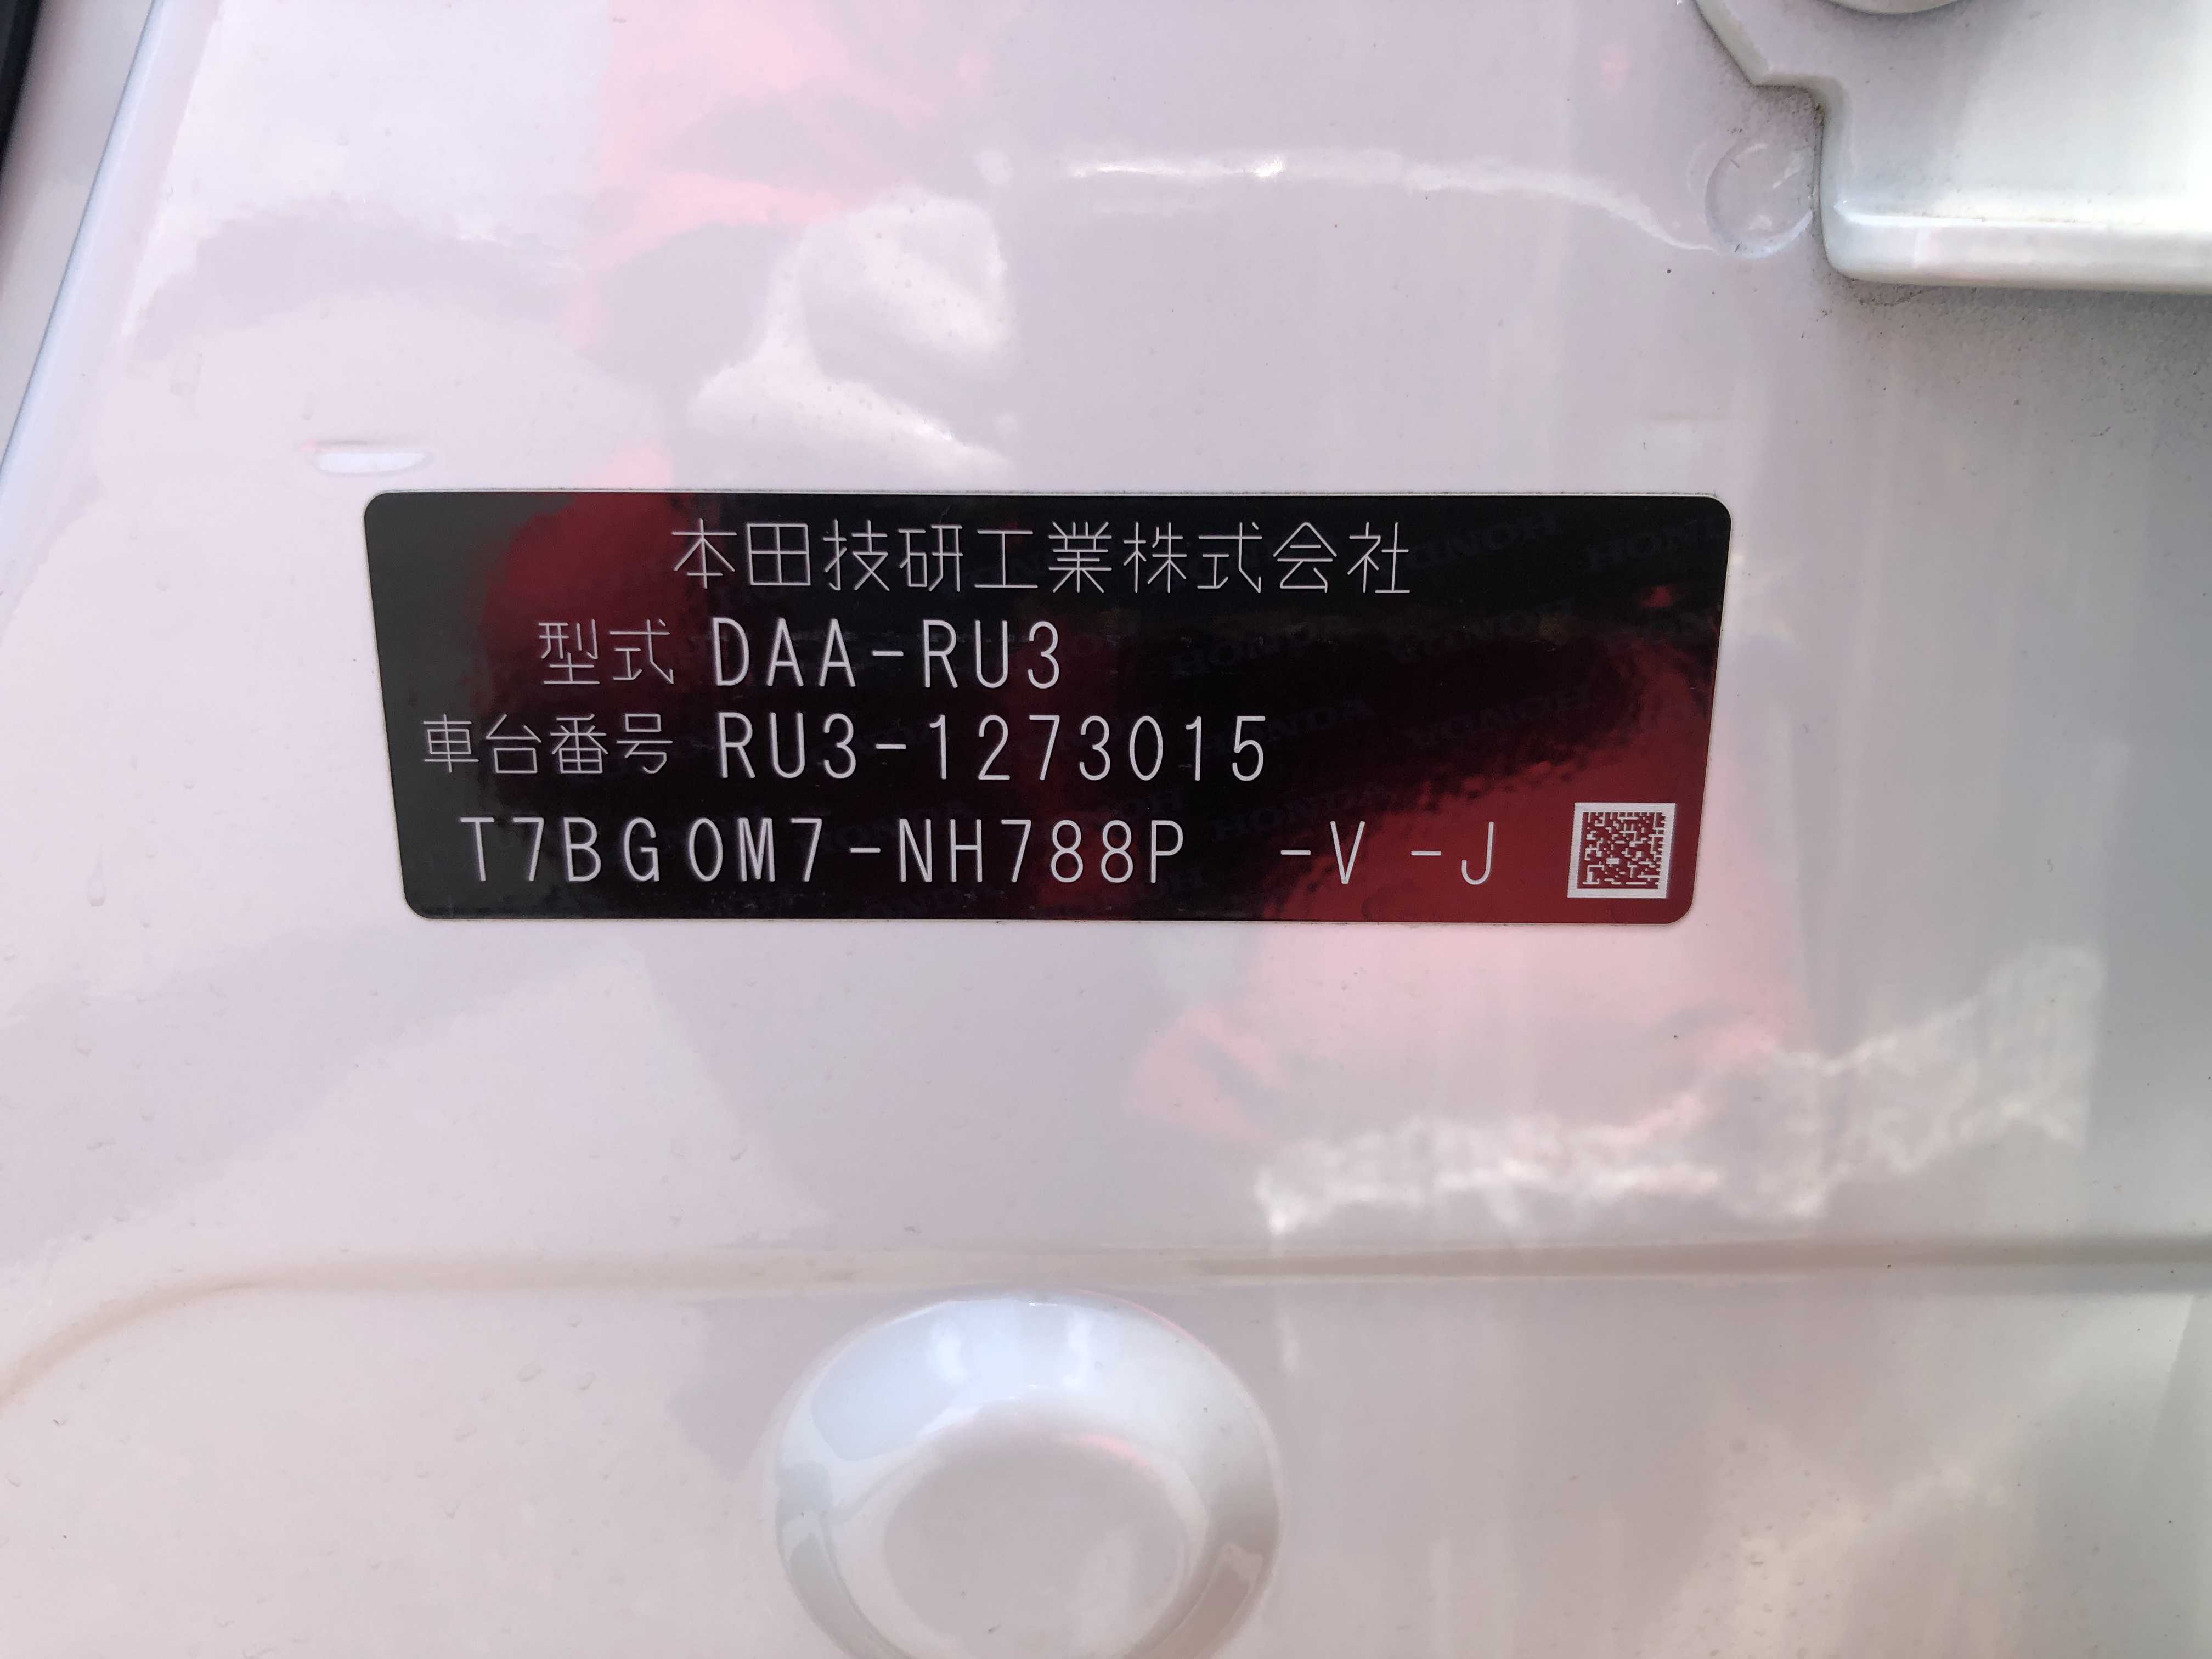 本田技研工業株式会社
型式 DAA-RU3
車台番号 RU3-1273015
T7BG0M7-NH788P -V -J